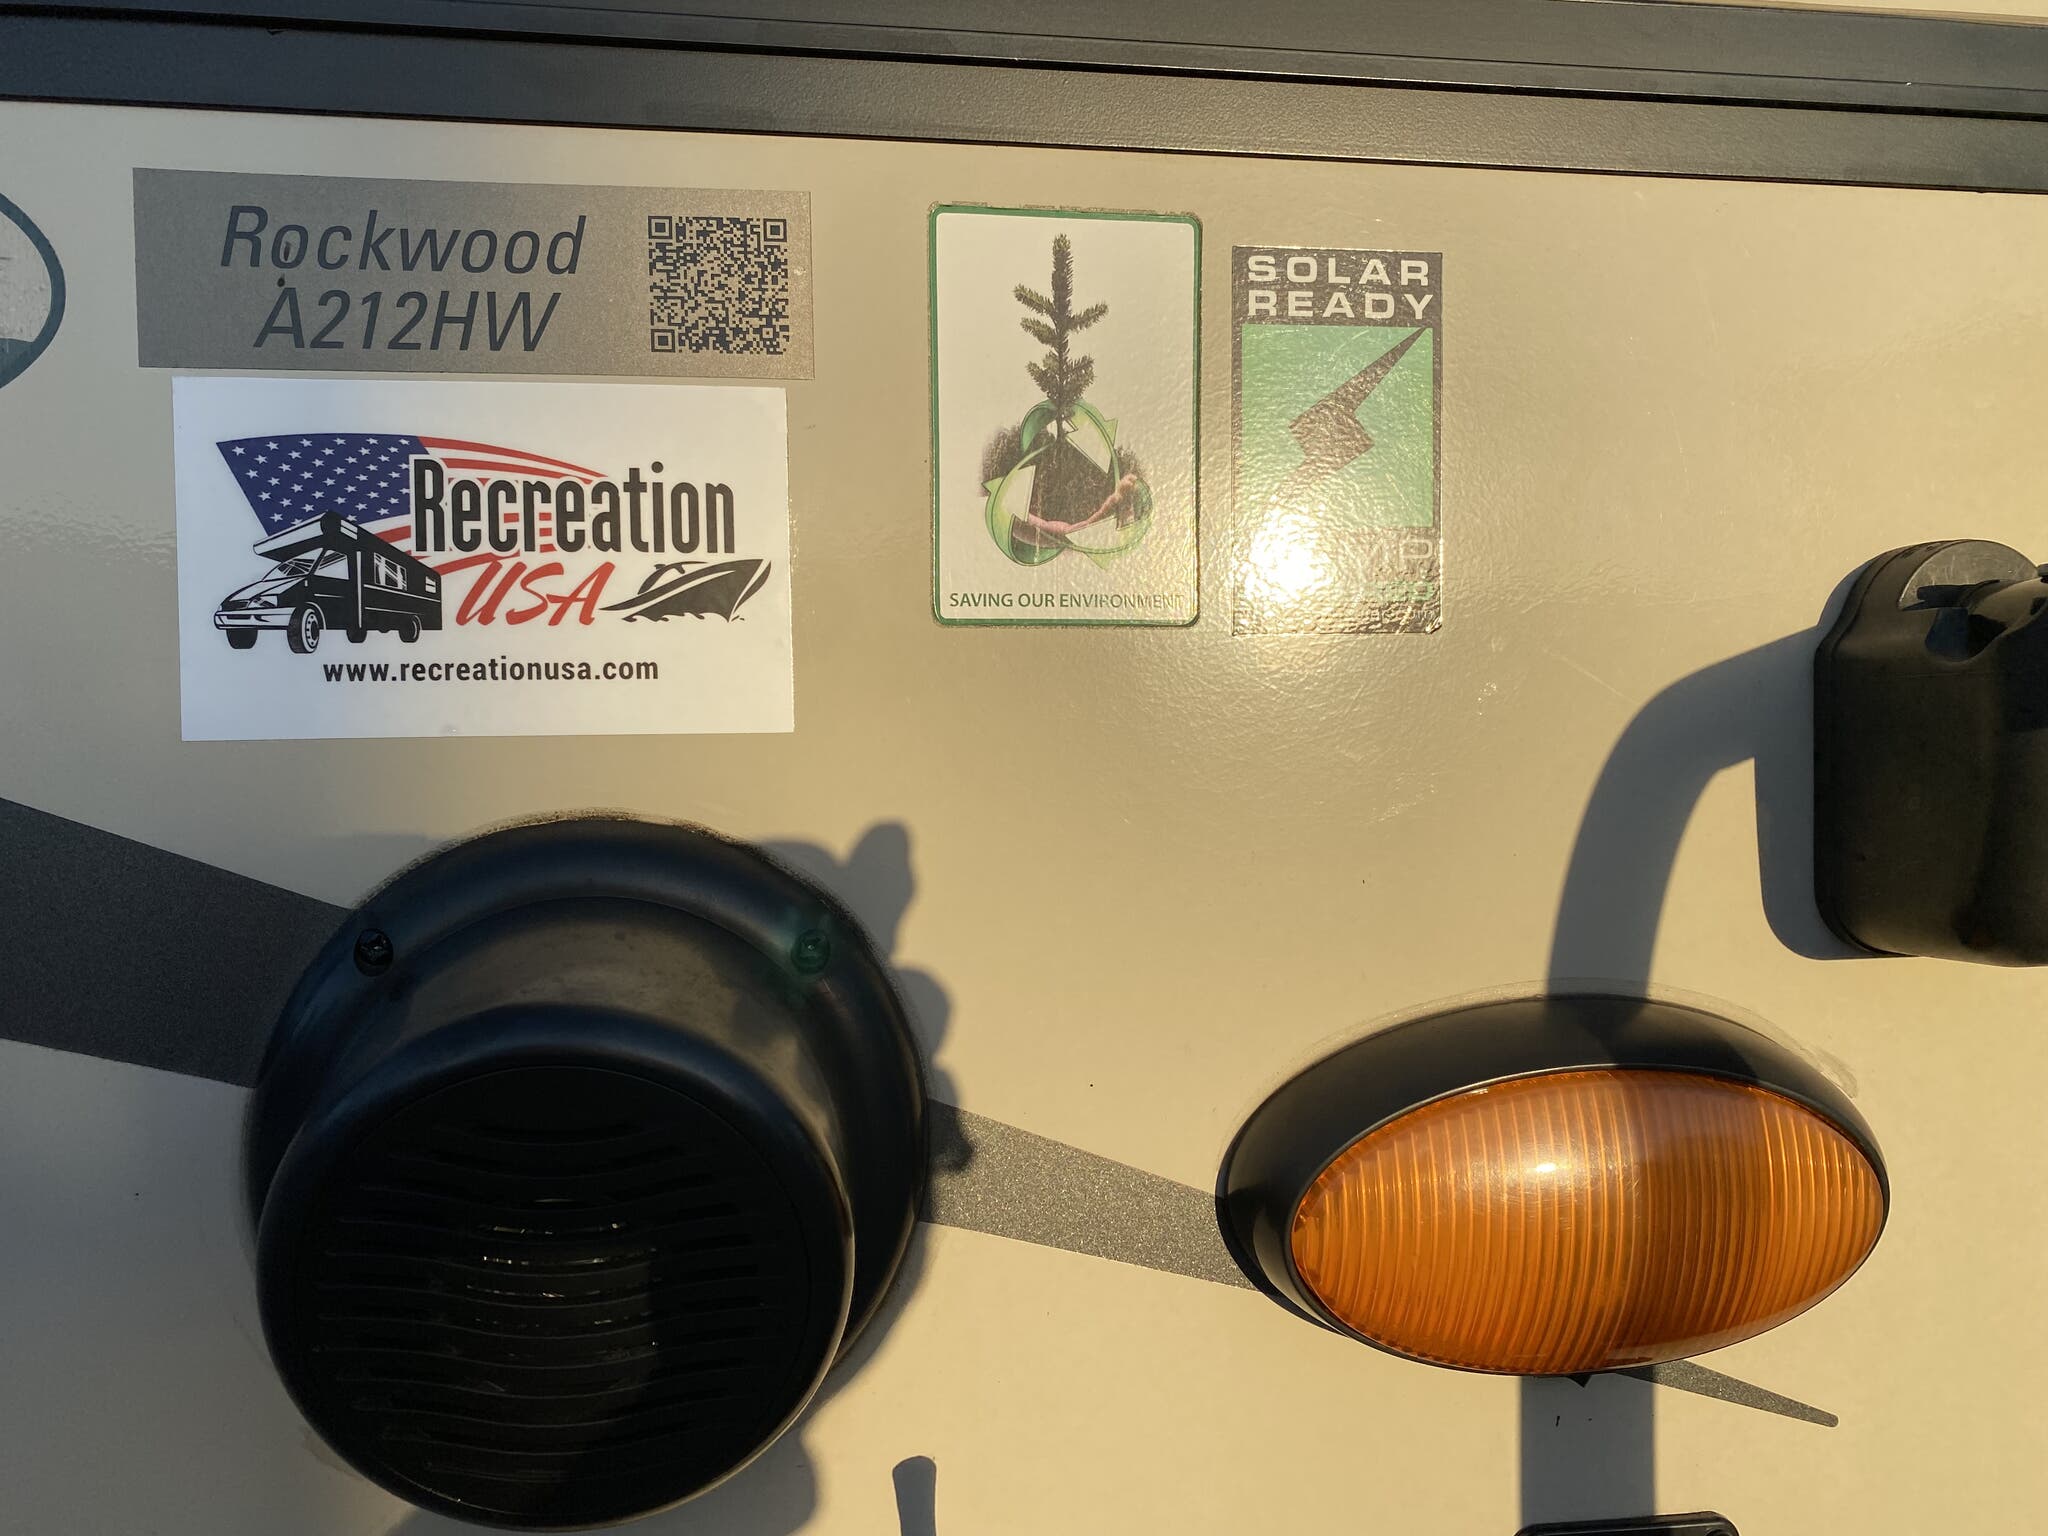 Rockwood
A212HW
Recreation
USA
www.recreationusa.com
SAVING OUR ENVIRONMENT
SOLAR
READY